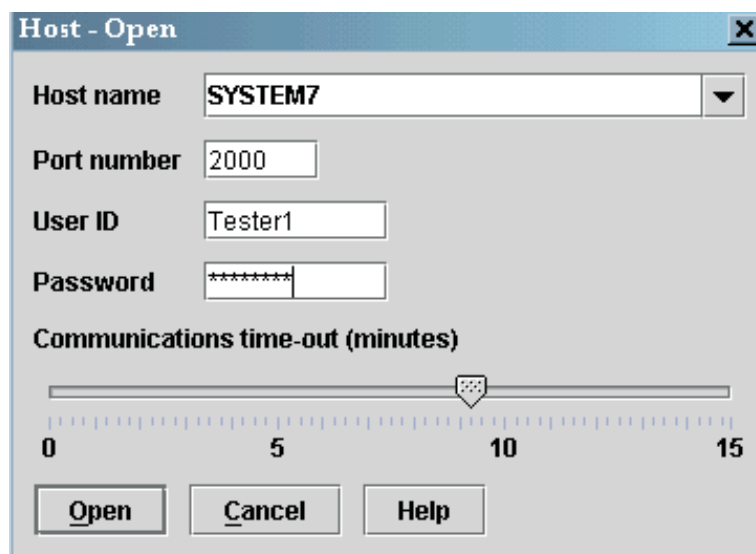 Host - Open
Host name SYSTEM7
Port number 2000
User ID Tester1
Password ********
Communications time-out (minutes)
0 5 10 15
Open Cancel Help